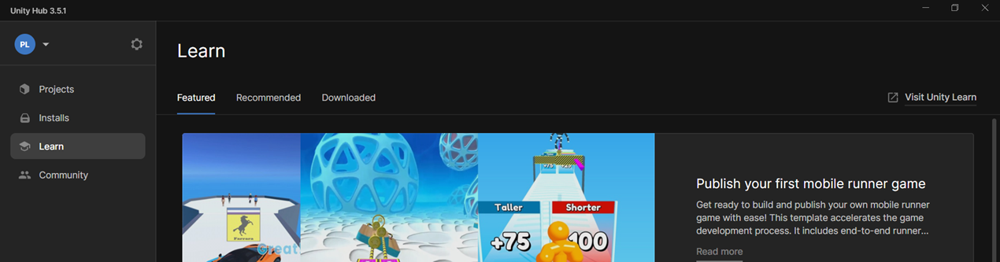 Unity Hub 3.5.1
PL
Learn
Projects
Featured
Recommended
Downloaded
Visit Unity Learn
Installs
Learn
Community
Taller
Shorter
+75
100
Ferrara
Great
Publish your first mobile runner game
Get ready to build and publish your own mobile runner
game with ease! This template accelerates the game
development process. It includes end-to-end runner...
Read more